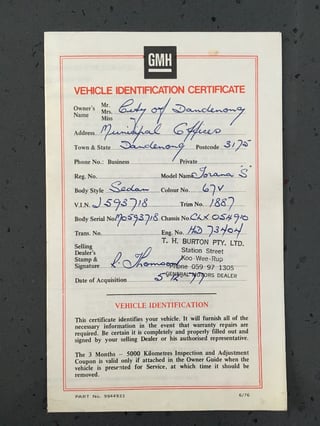 GMH
VEHICLE IDENTIFICATION CERTIFICATE
Owner's Name Mr. Mrs. Miss City of Dandenong
Address Municipal Offices
Town & State Dandenong Postcode 3175
Phone No.: Business Private
Reg. No. Model Name Torana "S"
Body Style Sedan Colour No. 67V
V.I.N. J593718 Trim No. 1887
Body Serial No. M0593718 Chassis No. CLX054910
Trans. No. Eng. No. HD 73404
T. H. BURTON PTY. LTD.
Station Street
Koo-Wee-Rup
Phone 059 97 1305
GENERAL MOTORS DEALER
Selling Dealer's Stamp & Signature R. Thomson
Date of Acquisition 5.12.77
VEHICLE IDENTIFICATION
This certificate identifies your vehicle. It will furnish all of the
necessary information in the event that warranty repairs are
required. Be certain it is completely and properly filled out and
signed by your selling Dealer or his authorised representative.
The 3 Months – 5000 Kilometres Inspection and Adjustment
Coupon is valid only if attached in the Owner Guide when the
vehicle is presented for Service, at which time it should be
removed.
PART No. 9944933 6/76